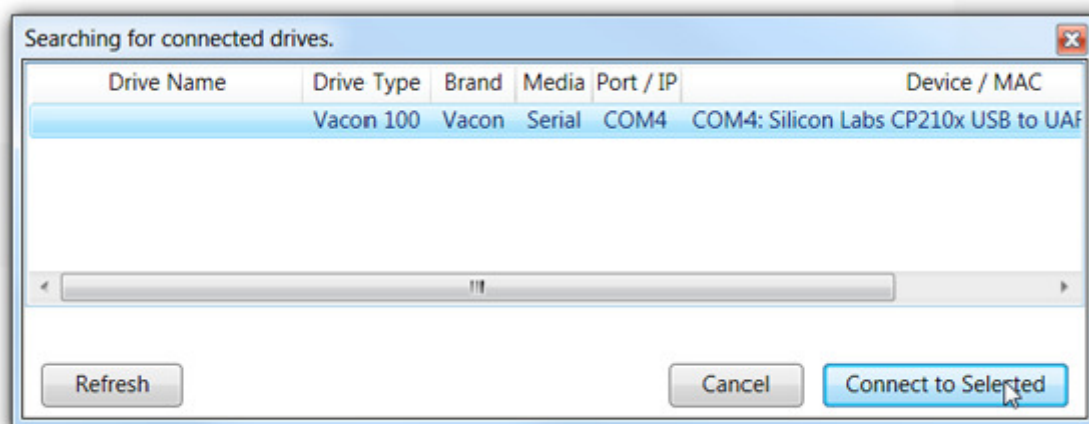 Searching for connected drives.
Drive Name Drive Type Brand Media Port / IP Device / MAC
Vacon 100 Vacon Serial COM4 COM4: Silicon Labs CP210x USB to
Refresh Cancel Connect to Selected